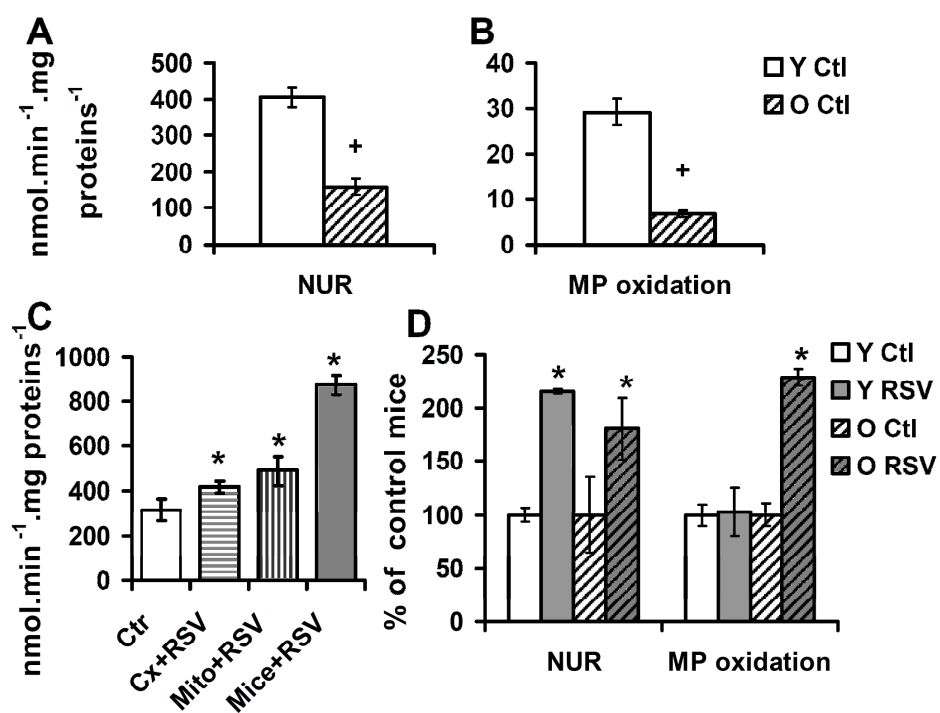 A
B
nmol.min-1.mg
proteins-1
500
400
300
200
100
0
+
NUR
40
30
20
10
0
+
MP oxidation
Y Ctl
O Ctl
C
D
nmol.min-1.mg proteins-1
1000
800
600
400
200
0
*
*
*
Ctr
Cx+RSV
Mito+RSV
Mice+RSV
% of control mice
250
200
150
100
50
0
*
*
*
NUR
MP oxidation
Y Ctl
Y RSV
O Ctl
O RSV